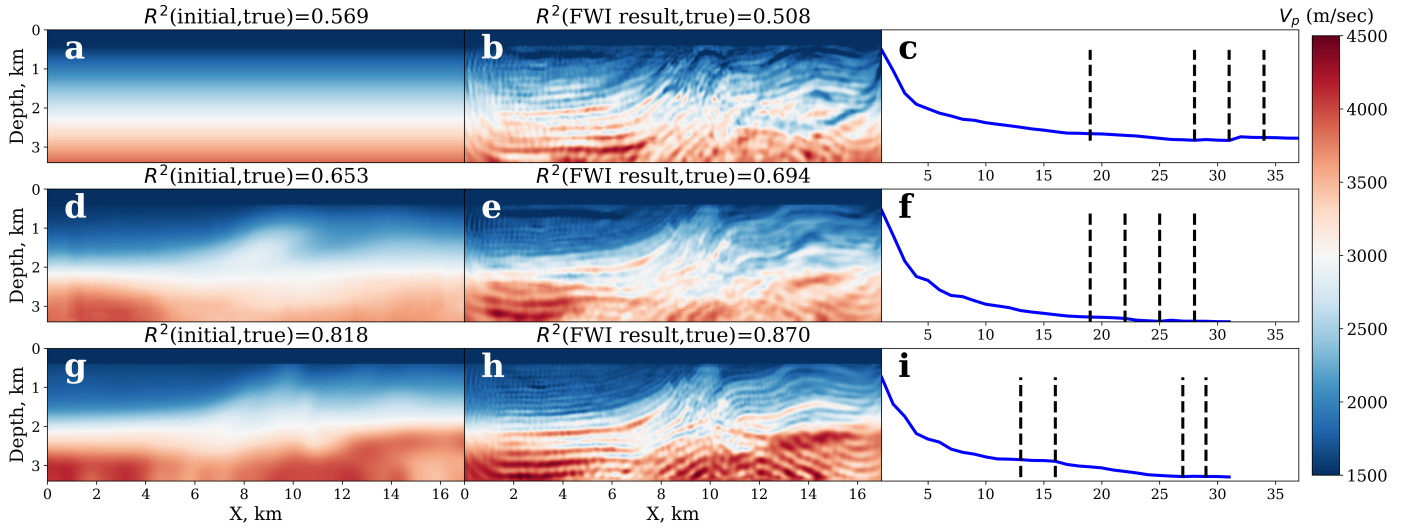 R²(initial,true)=0.569
R²(FWI result,true)=0.508
V_p (m/sec)
a
b
c
Depth, km
0
1
2
3
5 10 15 20 25 30 35
R²(initial,true)=0.653
R²(FWI result,true)=0.694
d
e
f
Depth, km
0
1
2
3
5 10 15 20 25 30 35
R²(initial,true)=0.818
R²(FWI result,true)=0.870
g
h
i
Depth, km
0
1
2
3
0 2 4 6 8 10 12 14 16
0 2 4 6 8 10 12 14 16
5 10 15 20 25 30 35
X, km
X, km
4500
4000
3500
3000
2500
2000
1500